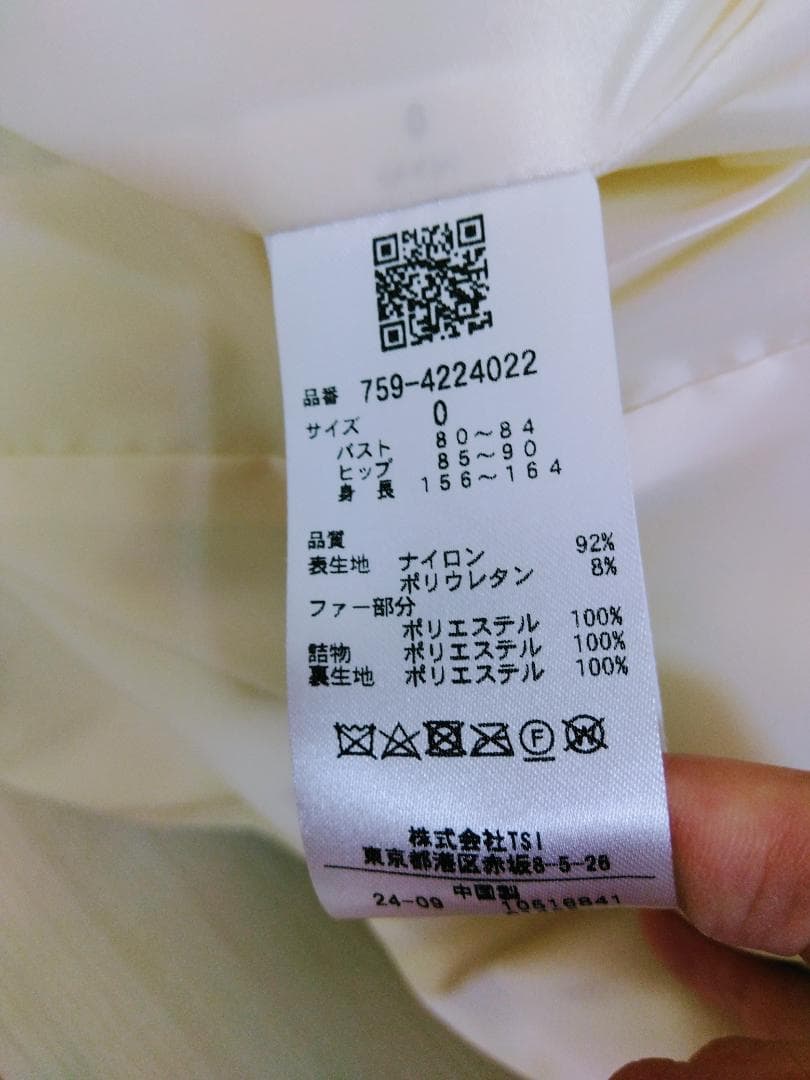 品番 759-4224022
サイズ 0
バスト 80～84
ヒップ 85～90
身長 156～164
品質
表生地 ナイロン 92%
ポリウレタン 8%
ファー部分
ポリエステル 100%
詰物 ポリエステル 100%
裏生地 ポリエステル 100%
F W
株式会社TSI
東京都港区赤坂8-5-28
中国製
24-09 10516841